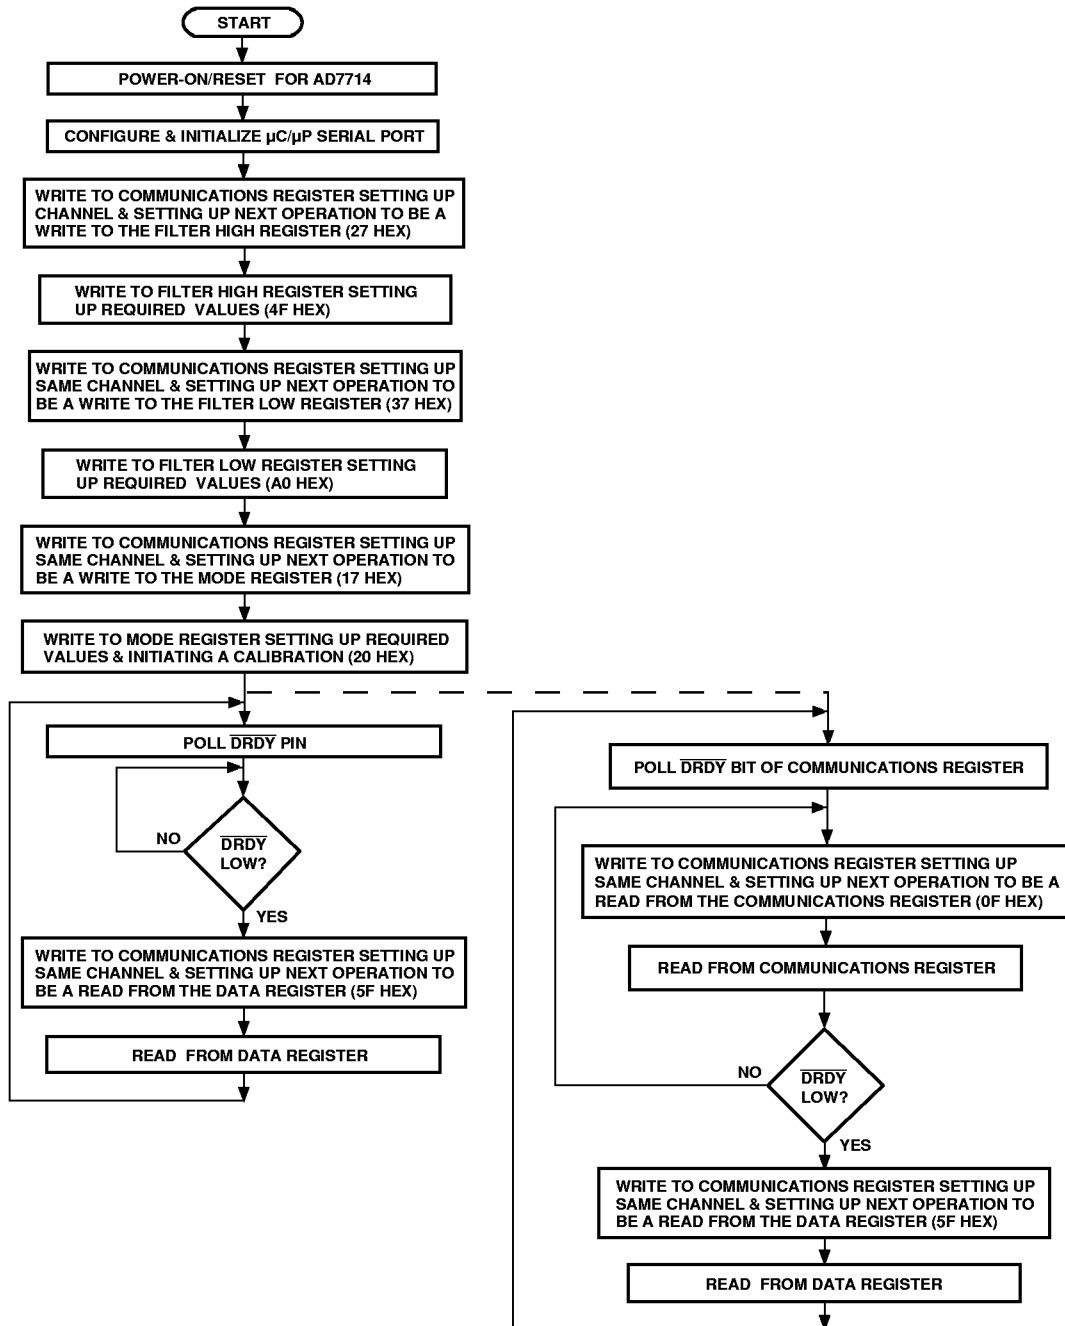 START
POWER-ON/RESET FOR AD7714
CONFIGURE & INITIALIZE µC/µP SERIAL PORT
WRITE TO COMMUNICATIONS REGISTER SETTING UP
CHANNEL & SETTING UP NEXT OPERATION TO BE A
WRITE TO THE FILTER HIGH REGISTER (27 HEX)
WRITE TO FILTER HIGH REGISTER SETTING
UP REQUIRED VALUES (4F HEX)
WRITE TO COMMUNICATIONS REGISTER SETTING UP
SAME CHANNEL & SETTING UP NEXT OPERATION TO
BE A WRITE TO THE FILTER LOW REGISTER (37 HEX)
WRITE TO FILTER LOW REGISTER SETTING
UP REQUIRED VALUES (A0 HEX)
WRITE TO COMMUNICATIONS REGISTER SETTING UP
SAME CHANNEL & SETTING UP NEXT OPERATION TO
BE A WRITE TO THE MODE REGISTER (17 HEX)
WRITE TO MODE REGISTER SETTING UP REQUIRED
VALUES & INITIATING A CALIBRATION (20 HEX)
POLL DRDY PIN
NO
DRDY
LOW?
YES
WRITE TO COMMUNICATIONS REGISTER SETTING UP
SAME CHANNEL & SETTING UP NEXT OPERATION TO
BE A READ FROM THE DATA REGISTER (5F HEX)
READ FROM DATA REGISTER
POLL DRDY BIT OF COMMUNICATIONS REGISTER
WRITE TO COMMUNICATIONS REGISTER SETTING UP
SAME CHANNEL & SETTING UP NEXT OPERATION TO BE A
READ FROM THE COMMUNICATIONS REGISTER (0F HEX)
READ FROM COMMUNICATIONS REGISTER
NO
DRDY
LOW?
YES
WRITE TO COMMUNICATIONS REGISTER SETTING UP
SAME CHANNEL & SETTING UP NEXT OPERATION TO
BE A READ FROM THE DATA REGISTER (5F HEX)
READ FROM DATA REGISTER